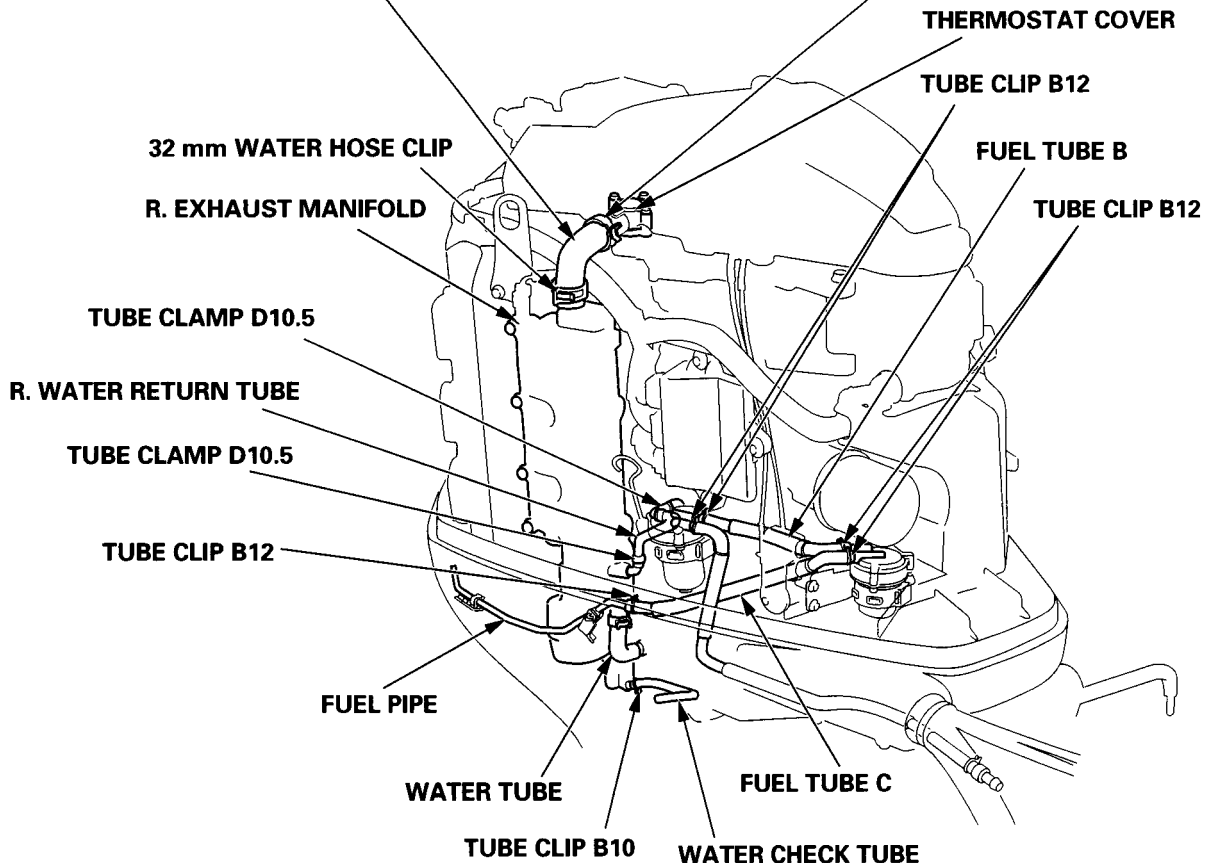 THERMOSTAT COVER
TUBE CLIP B12
32 mm WATER HOSE CLIP
FUEL TUBE B
R. EXHAUST MANIFOLD
TUBE CLIP B12
TUBE CLAMP D10.5
R. WATER RETURN TUBE
TUBE CLAMP D10.5
TUBE CLIP B12
FUEL PIPE
WATER TUBE
FUEL TUBE C
TUBE CLIP B10
WATER CHECK TUBE